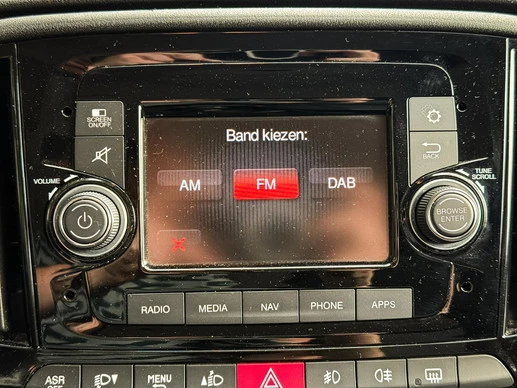 SCREEN
ON/OFF
VOLUME
Band kiezen:
AM FM DAB
BACK
TUNE
SCROLL
BROWSE
ENTER
RADIO MEDIA NAV PHONE APPS
ASR
OFF
MENU